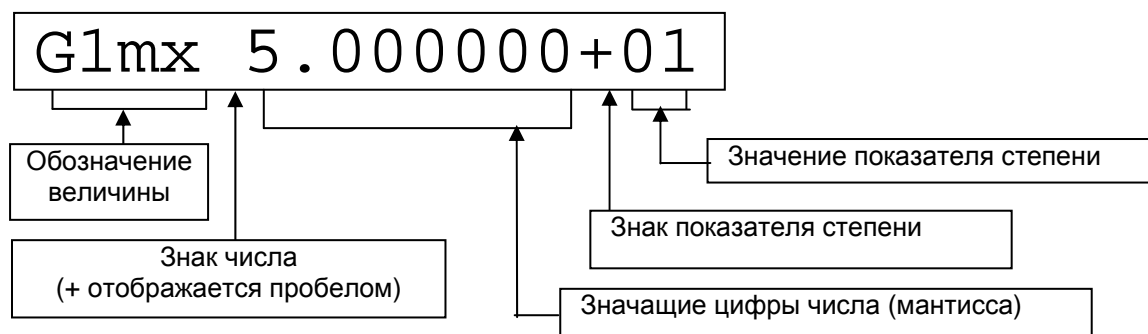 G1mx 5.000000+01
Обозначение
величины
Значение показателя степени
Знак показателя степени
Знак числа
(+ отображается пробелом)
Значащие цифры числа (мантисса)